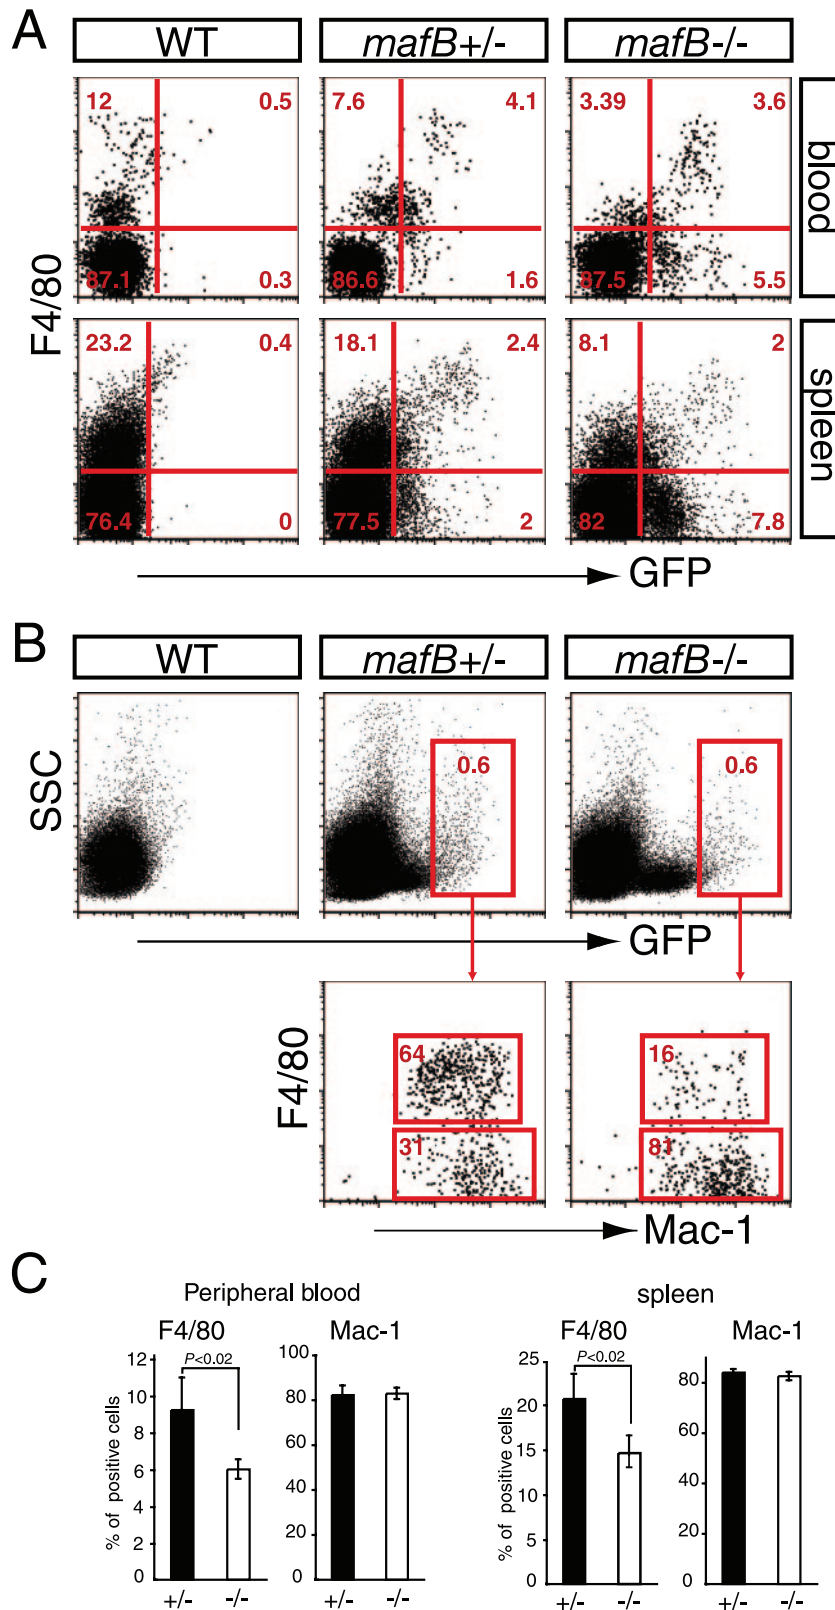 A
WT mafB+/- mafB-/-
12 0.5 7.6 4.1 3.39 3.6
87.1 0.3 86.6 1.6 87.5 5.5
blood
F4/80
23.2 0.4 18.1 2.4 8.1 2
76.4 0 77.5 2 82 7.8
spleen
GFP
B
WT mafB+/- mafB-/-
SSC
0.6 0.6
GFP
F4/80
64 16
31 81
Mac-1
C
Peripheral blood spleen
F4/80 Mac-1 F4/80 Mac-1
P<0.02 P<0.02
% of positive cells
12
10
8
6
4
2
0
+/- -/-
100
80
60
40
20
0
+/- -/-
% of positive cells
25
20
15
10
5
0
+/- -/-
80
60
40
20
0
+/- -/-